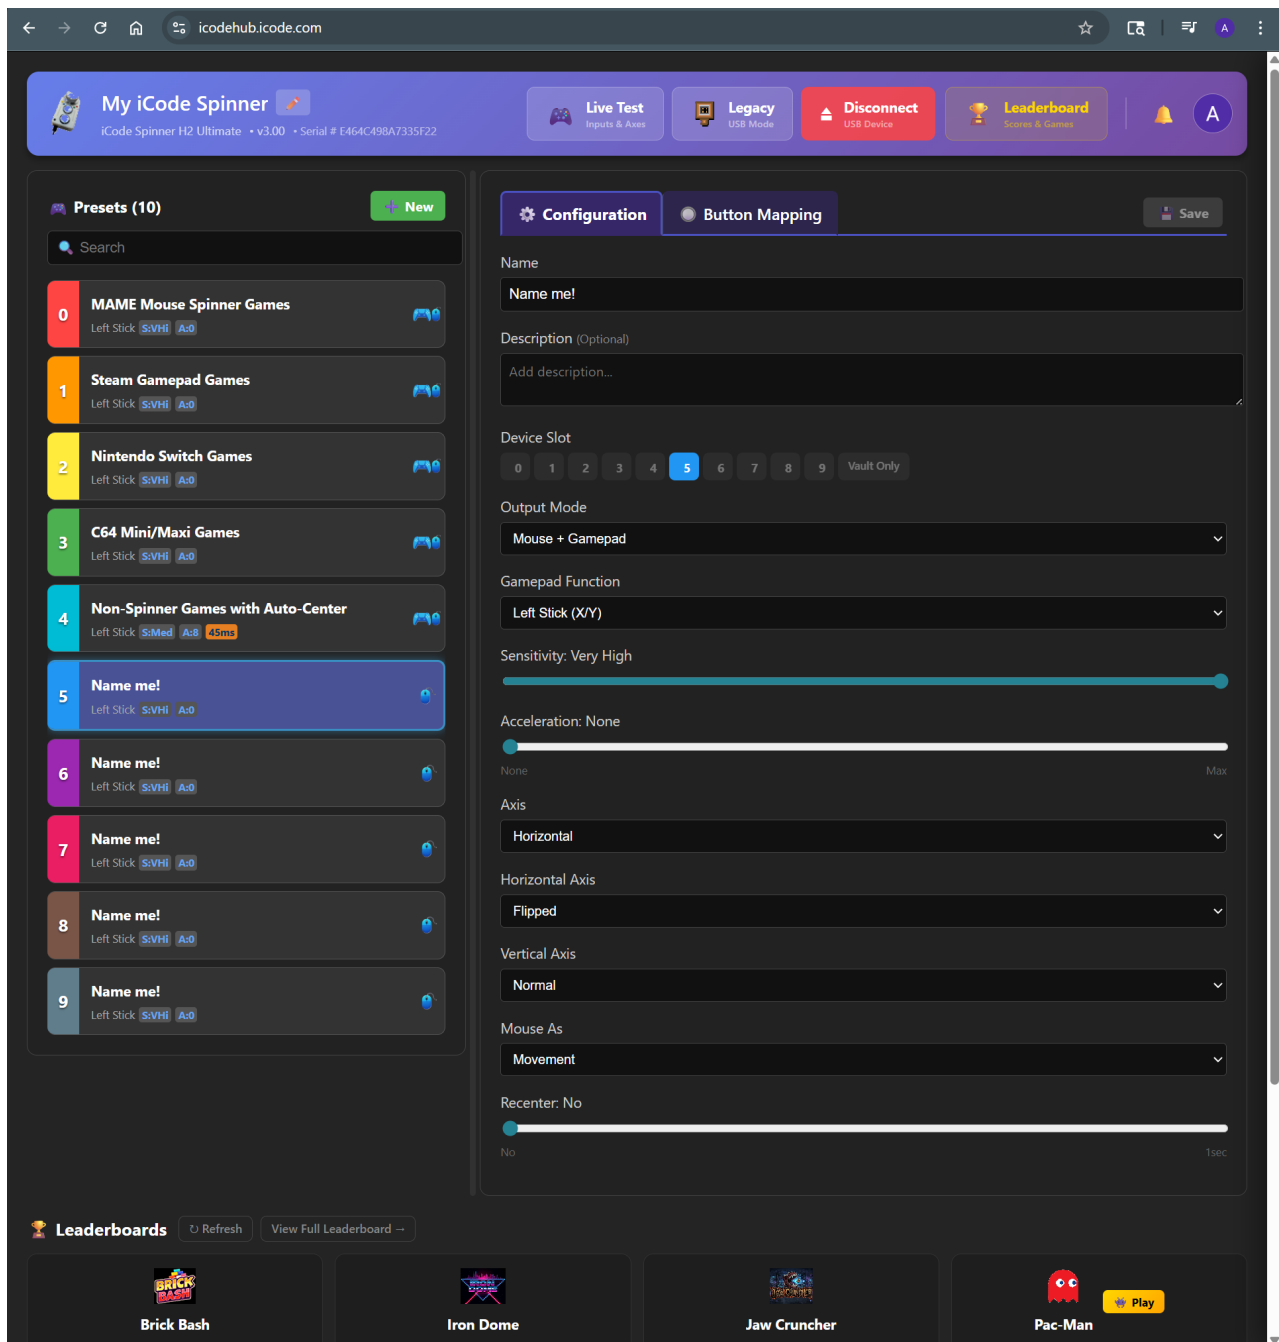 icodehub.icode.com
A
My iCode Spinner
iCode Spinner H2 Ultimate • v3.00 • Serial # E464C498A7335F22
Live Test
Inputs & Axes
Legacy
USB Mode
Disconnect
USB Device
Leaderboard
Scores & Games
A
Presets (10)
New
Search
0
MAME Mouse Spinner Games
Left Stick S:VHi A:0
1
Steam Gamepad Games
Left Stick S:VHi A:0
2
Nintendo Switch Games
Left Stick S:VHi A:0
3
C64 Mini/Maxi Games
Left Stick S:VHi A:0
4
Non-Spinner Games with Auto-Center
Left Stick S:Med A:8 45ms
5
Name me!
Left Stick S:VHi A:0
6
Name me!
Left Stick S:VHi A:0
7
Name me!
Left Stick S:VHi A:0
8
Name me!
Left Stick S:VHi A:0
9
Name me!
Left Stick S:VHi A:0
Configuration
Button Mapping
Save
Name
Name me!
Description (Optional)
Add description...
Device Slot
0 1 2 3 4 5 6 7 8 9 Vault Only
Output Mode
Mouse + Gamepad
Gamepad Function
Left Stick (X/Y)
Sensitivity: Very High
Acceleration: None
None Max
Axis
Horizontal
Horizontal Axis
Flipped
Vertical Axis
Normal
Mouse As
Movement
Recenter: No
No 1sec
Leaderboards
↻ Refresh
View Full Leaderboard →
BRICK
BASH
Brick Bash
IRON
DOME
Iron Dome
Jaw Cruncher
Pac-Man
Play